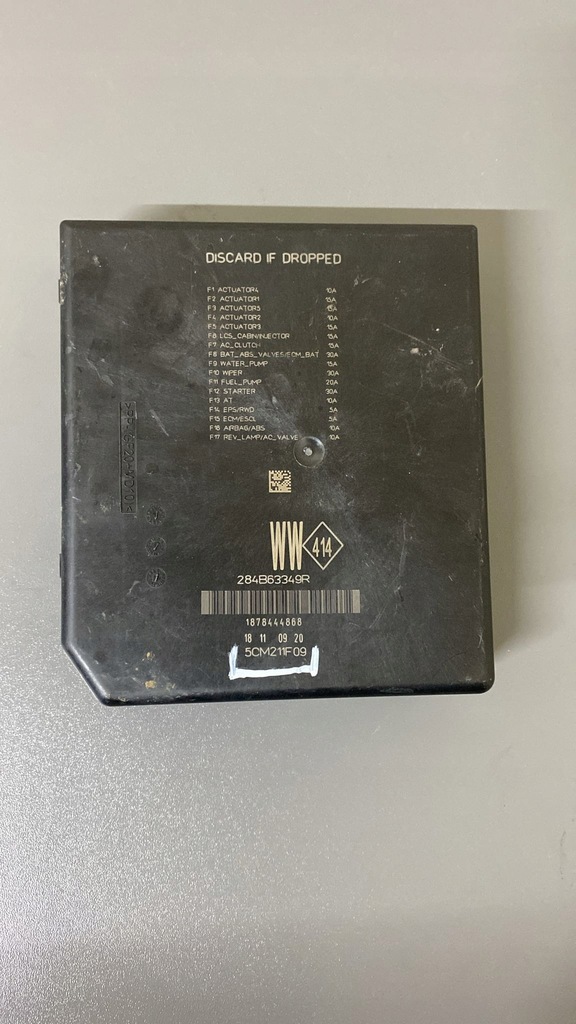 DISCARD IF DROPPED
F1 ACTUATOR4 10A
F2 ACTUATOR1 15A
F3 ACTUATOR5 15A
F4 ACTUATOR2 10A
F5 ACTUATOR3 15A
F6 LCS_CABIN/INJECTOR 15A
F7 AC_CLUTCH 15A
F8 BAT_ABS_VALVES/ECM_BAT 30A
F9 WATER_PUMP 15A
F10 WIPER 30A
F11 FUEL_PUMP 20A
F12 STARTER 30A
F13 AT 10A
F14 EPS/RWD 5A
F15 ECM/ESCL 5A
F16 AIRBAG/ABS 10A
F17 REV_LAMP/AC_VALVE 10A
WW 414
284B63349R
1878444868
18 11 09 20
5CM211F09